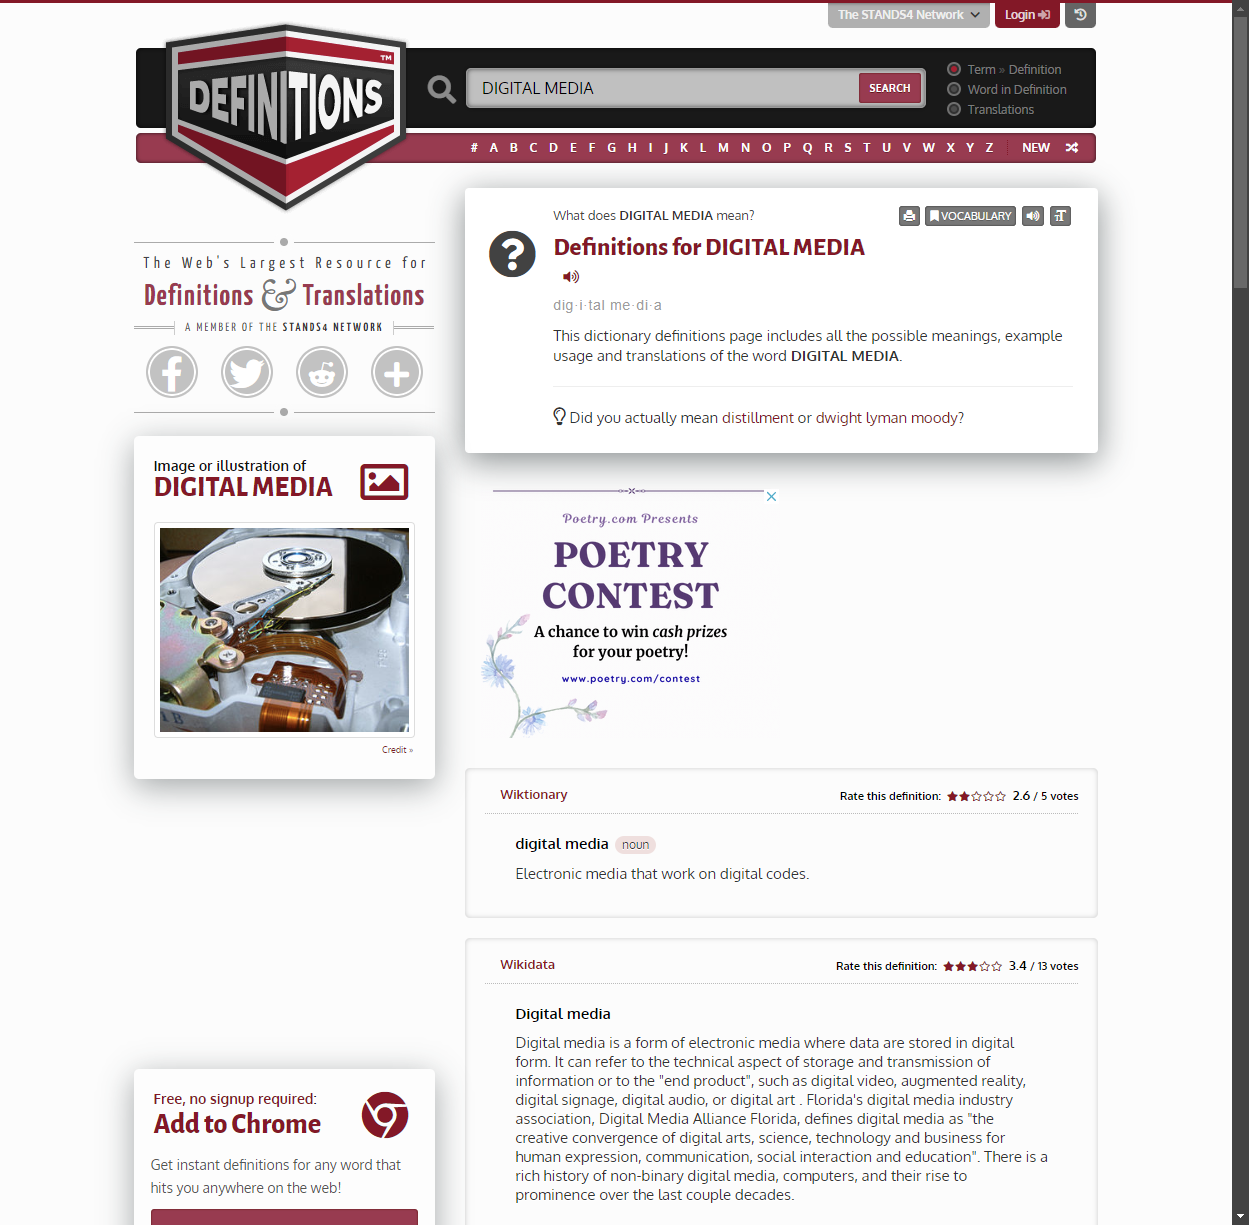 The STANDS4 Network
Login
DEFINITIONS
TM
DIGITAL MEDIA
SEARCH
Term » Definition
Word in Definition
Translations
# A B C D E F G H I J K L M N O P Q R S T U V W X Y Z NEW
The Web's Largest Resource for
Definitions & Translations
A MEMBER OF THE STANDS4 NETWORK
What does DIGITAL MEDIA mean?
VOCABULARY
Definitions for DIGITAL MEDIA
dig·i·tal me·di·a
This dictionary definitions page includes all the possible meanings, example
usage and translations of the word DIGITAL MEDIA.
Did you actually mean distillment or dwight lyman moody?
Image or illustration of
DIGITAL MEDIA
Credit »
Poetry.com Presents
POETRY
CONTEST
A chance to win cash prizes
for your poetry!
www.poetry.com/contest
Wiktionary
Rate this definition: 2.6 / 5 votes
digital media noun
Electronic media that work on digital codes.
Wikidata
Rate this definition: 3.4 / 13 votes
Digital media
Digital media is a form of electronic media where data are stored in digital
form. It can refer to the technical aspect of storage and transmission of
information or to the "end product", such as digital video, augmented reality,
digital signage, digital audio, or digital art . Florida's digital media industry
association, Digital Media Alliance Florida, defines digital media as "the
creative convergence of digital arts, science, technology and business for
human expression, communication, social interaction and education". There is a
rich history of non-binary digital media, computers, and their rise to
prominence over the last couple decades.
Free, no signup required:
Add to Chrome
Get instant definitions for any word that
hits you anywhere on the web!